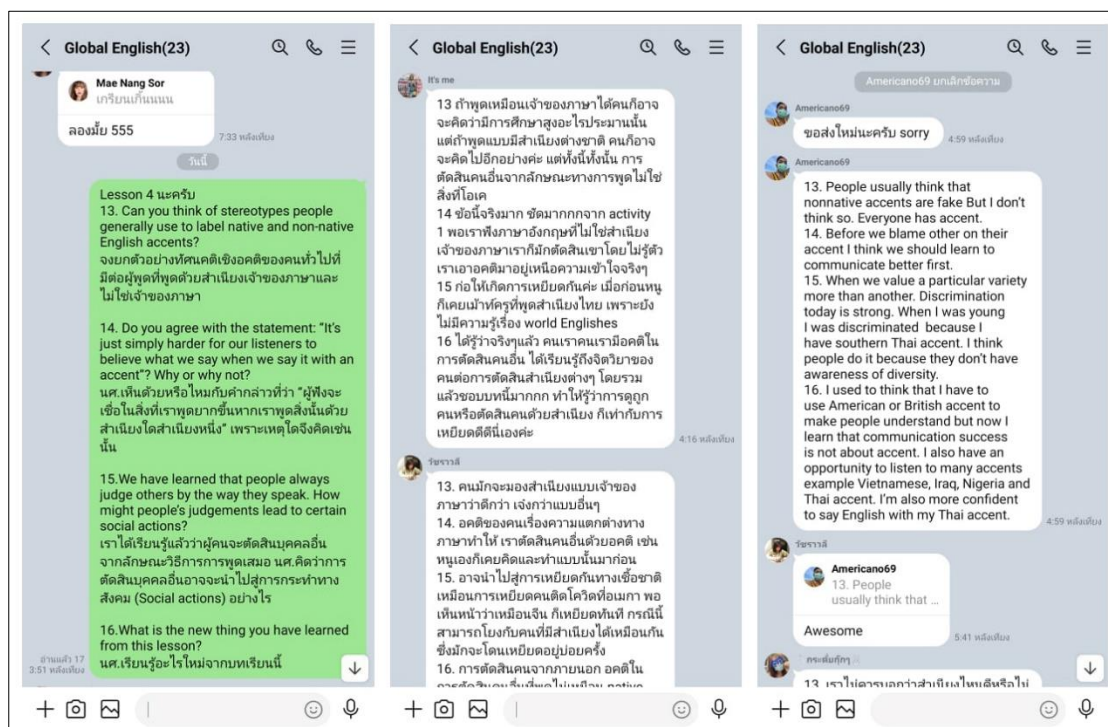 Global English(23)
Mae Nang Sor
เกรียนเกิ้นนนน
ลองมั้ย 555
7:33 หลังเที่ยง
วันนี้
Lesson 4 นะครับ
13. Can you think of stereotypes people
generally use to label native and non-native
English accents?
จงยกตัวอย่างทัศนคติเชิงอคติของคนทั่วไปที่
มีต่อผู้พูดที่พูดด้วยสำเนียงเจ้าของภาษาและ
ไม่ใช่เจ้าของภาษา
14. Do you agree with the statement: “It's
just simply harder for our listeners to
believe what we say when we say it with an
accent”? Why or why not?
นศ.เห็นด้วยหรือไหมกับคำกล่าวที่ว่า “ผู้ฟังจะ
เชื่อในสิ่งที่เราพูดยากขึ้นหากเราพูดสิ่งนั้นด้วย
สำเนียงใดสำเนียงหนึ่ง” เพราะเหตุใดจึงคิดเช่น
นั้น
15.We have learned that people always
judge others by the way they speak. How
might people's judgements lead to certain
social actions?
เราได้เรียนรู้แล้วว่าผู้คนจะตัดสินบุคคลอื่น
จากลักษณะวิธีการการพูดเสมอ นศ.คิดว่าการ
ตัดสินบุคคลอื่นอาจจะนำไปสู่การกระทำทาง
สังคม (Social actions) อย่างไร
16.What is the new thing you have learned
from this lesson?
นศ.เรียนรู้อะไรใหม่จากบทเรียนนี้
อ่านแล้ว 17
3:51 หลังเที่ยง
Global English(23)
It's me
13 ถ้าพูดเหมือนเจ้าของภาษาได้คนก็อาจ
จะคิดว่ามีการศึกษาสูงอะไรประมานนั้น
แต่ถ้าพูดแบบมีสำเนียงต่างชาติ คนก็อาจ
จะคิดไปอีกอย่างค่ะ แต่ทั้งนี้ทั้งนั้น การ
ตัดสินคนอื่นจากลักษณะทางการพูดไม่ใช่
สิ่งที่โอเค
14 ข้อนี้จริงมาก ชัดมากกกจาก activity
1 พอเราฟังภาษาอังกฤษที่ไม่ใช่สำเนียง
เจ้าของภาษาเราก็มักตัดสินเขาโดยไม่รู้ตัว
เราเอาอคติมาอยู่เหนือความเข้าใจจริงๆ
15 ก่อให้เกิดการเหยียดกันค่ะ เมื่อก่อนหนู
ก็เคยเม้าท์ครูที่พูดสำเนียงไทย เพราะยัง
ไม่มีความรู้เรื่อง world Englishes
16 ได้รู้ว่าจริงๆแล้ว คนเราคนเรามีอคติใน
การตัดสินคนอื่น ได้เรียนรู้ถึงจิตวิยาของ
คนต่อการตัดสินสำเนียงต่างๆ โดยรวม
แล้วชอบบทนี้มากกก ทำให้รู้ว่าการดูถูก
คนหรือตัดสินคนด้วยสำเนียง ก็เท่ากับการ
เหยียดดีดีนี่เองค่ะ
4:16 หลังเที่ยง
วัชราวลี
13. คนมักจะมองสำเนียงแบบเจ้าของ
ภาษาว่าดีกว่า เจ๋งกว่าแบบอื่นๆ
14. อคติของคนเรื่องความแตกต่างทาง
ภาษาทำให้ เราตัดสินคนอื่นด้วยอคติ เช่น
หนูเองก็เคยคิดและทำแบบนั้นมาก่อน
15. อาจนำไปสู่การเหยียดกันทางเชื้อชาติ
เหมือนการเหยียดคนติดโควิดที่อเมกา พอ
เห็นหน้าว่าเหมือนจีน ก็เหยียดทันที กรณีนี้
สามารถโยงกับคนที่มีสำเนียงได้เหมือนกัน
ซึ่งมักจะโดนเหยียดอยู่บ่อยครั้ง
16. การตัดสินคนจากภายนอก อคติใน
การตัดสินคนอื่นที่พูดไม่เหมือน native
Global English(23)
Americano69 ยกเลิกข้อความ
Americano69
ขอส่งใหม่นะครับ sorry
4:59 หลังเที่ยง
Americano69
13. People usually think that
nonnative accents are fake But I don't
think so. Everyone has accent.
14. Before we blame other on their
accent I think we should learn to
communicate better first.
15. When we value a particular variety
more than another. Discrimination
today is strong. When I was young
I was discriminated because I
have southern Thai accent. I think
people do it because they don't have
awareness of diversity.
16. I used to think that I have to
use American or British accent to
make people understand but now I
learn that communication success
is not about accent. I also have an
opportunity to listen to many accents
example Vietnamese, Iraq, Nigeria and
Thai accent. I'm also more confident
to say English with my Thai accent.
4:59 หลังเที่ยง
วัชราวลี
Americano69
13. People
usually think that ...
Awesome
5:41 หลังเที่ยง
13. เราไม่ควรบอกว่าสำเนียงไหนดีหรือไม่